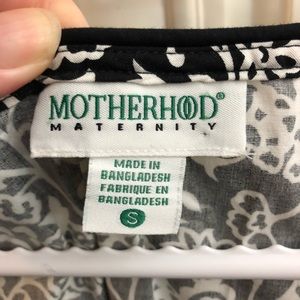 MOTHERHOOD®
MATERNITY
MADE IN
BANGLADESH
FABRIQUE EN
BANGLADESH
S